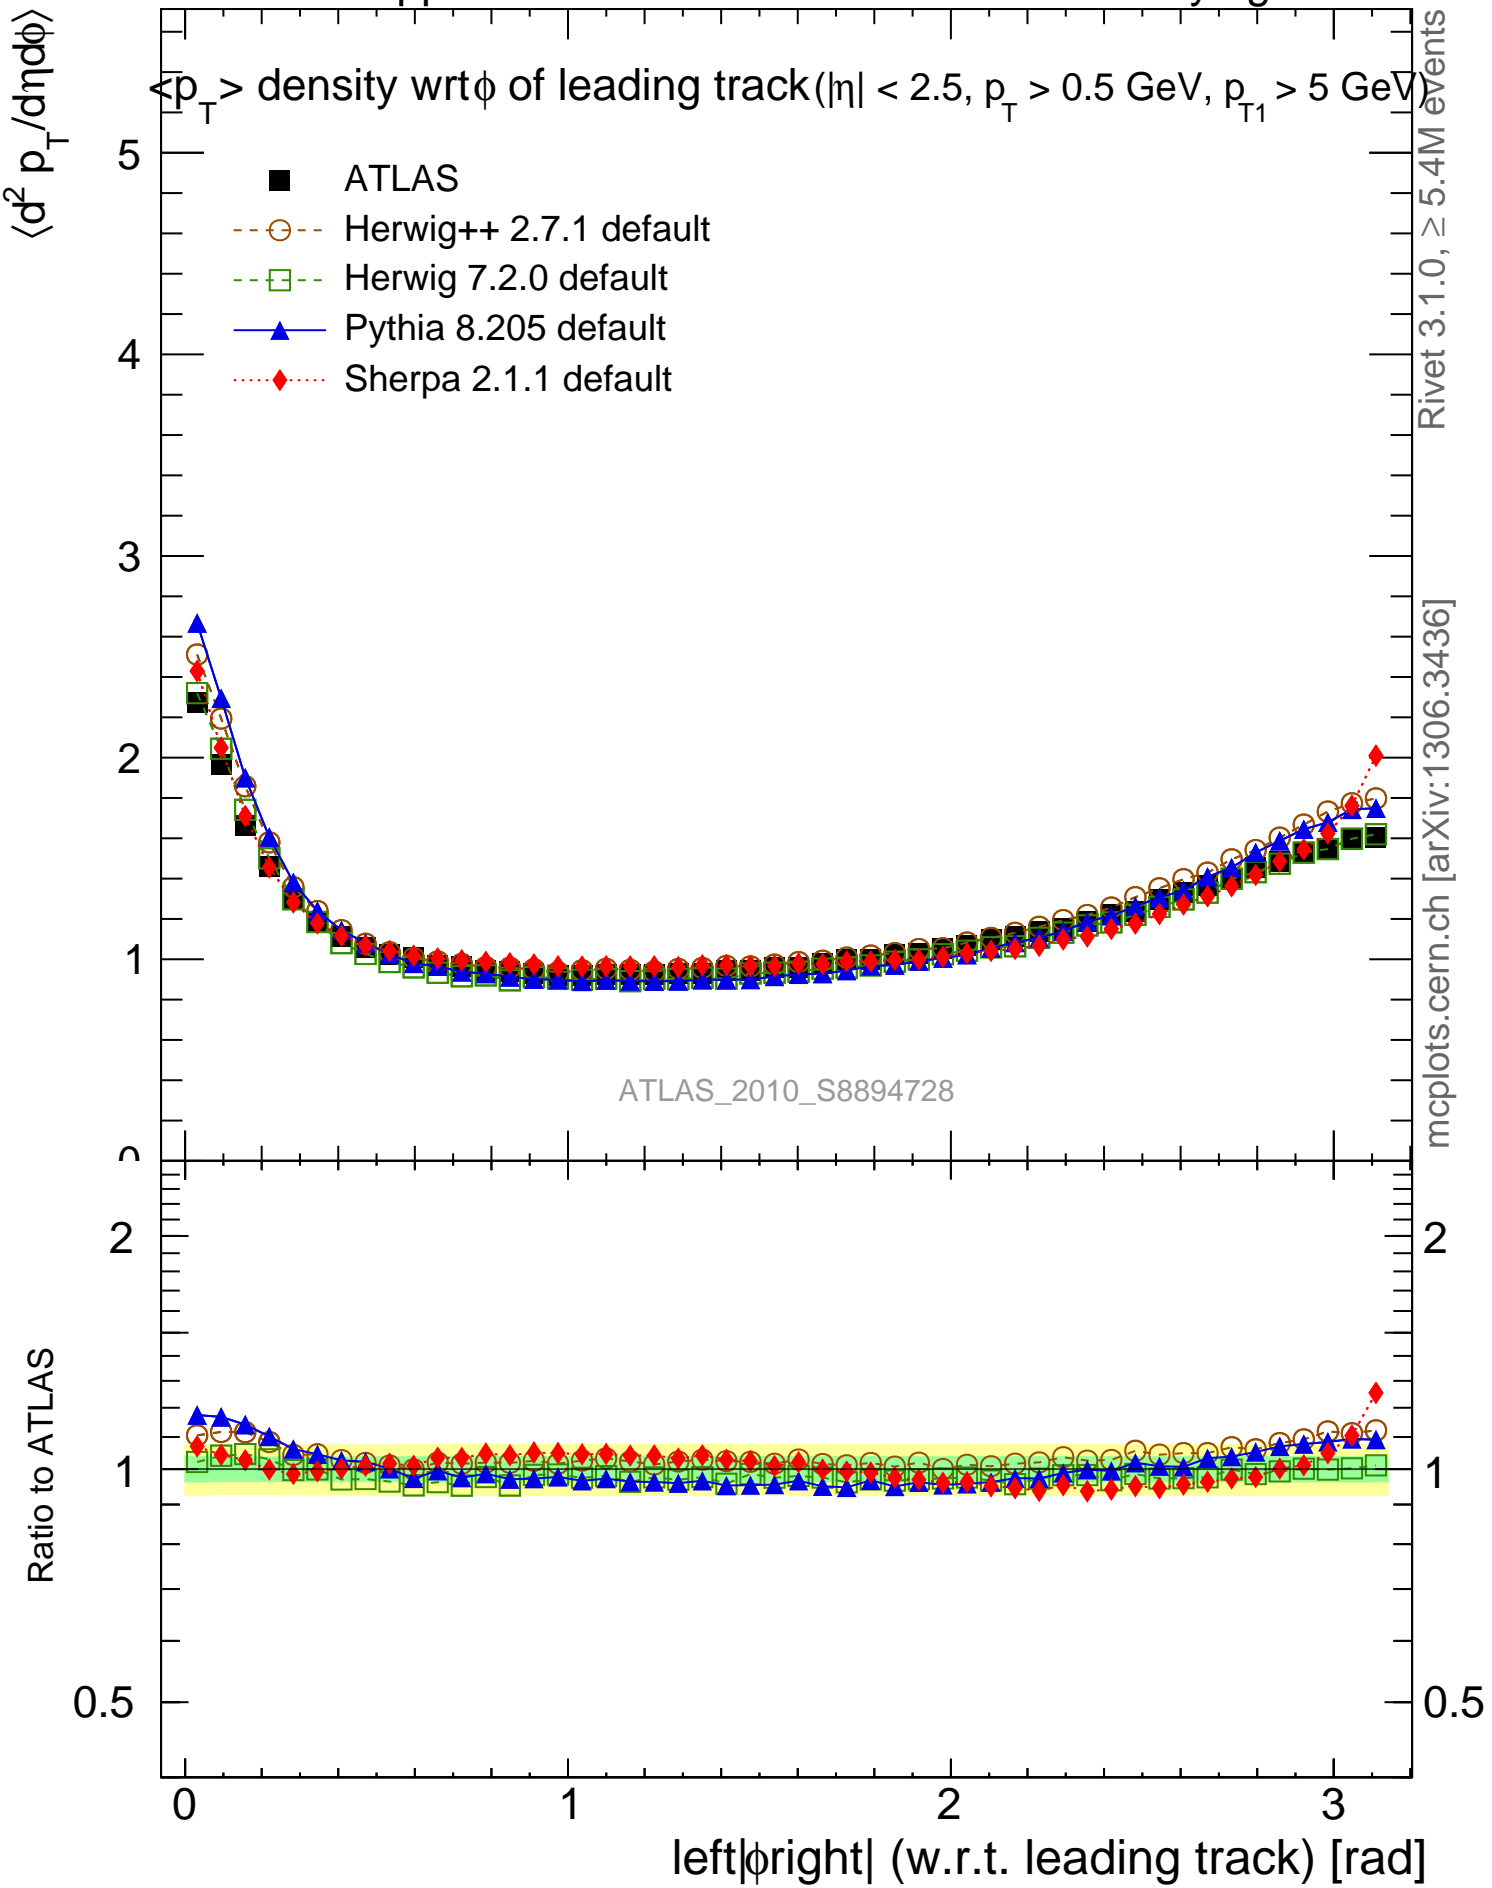 pp
<p_T> density wrt ϕ of leading track (|η| < 2.5, p_T > 0.5 GeV, p_T1 > 5 GeV)
⟨d² p_T/dηdϕ⟩
ATLAS
Herwig++ 2.7.1 default
Herwig 7.2.0 default
Pythia 8.205 default
Sherpa 2.1.1 default
5
4
3
2
1
0
ATLAS_2010_S8894728
Rivet 3.1.0, ≥ 5.4M events
mcplots.cern.ch [arXiv:1306.3436]
Ratio to ATLAS
2 2
1 1
0.5 0.5
0 1 2 3
left|ϕright| (w.r.t. leading track) [rad]